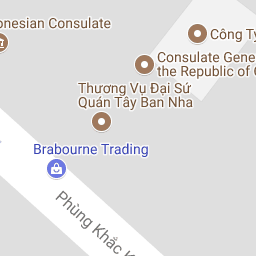 onesian Consulate
Công Ty
Consulate Gene
the Republic of
Thương Vụ Đại Sứ
Quán Tây Ban Nha
Brabourne Trading
Phùng Khắc